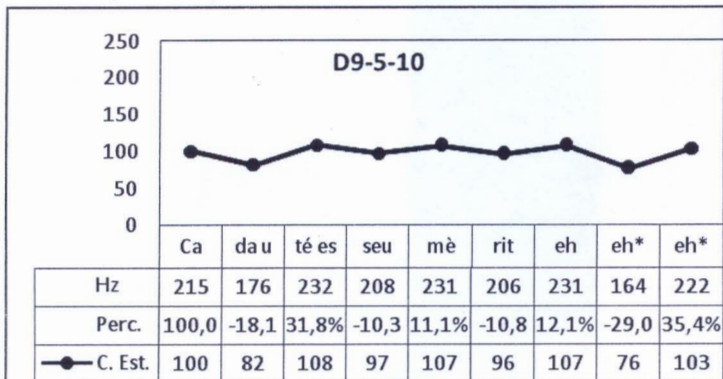 250
D9-5-10
200
150
100
50
0
Ca dau té es seu mè rit eh eh* eh*
Hz 215 176 232 208 231 206 231 164 222
Perc. 100,0 -18,1 31,8% -10,3 11,1% -10,8 12,1% -29,0 35,4%
C. Est. 100 82 108 97 107 96 107 76 103